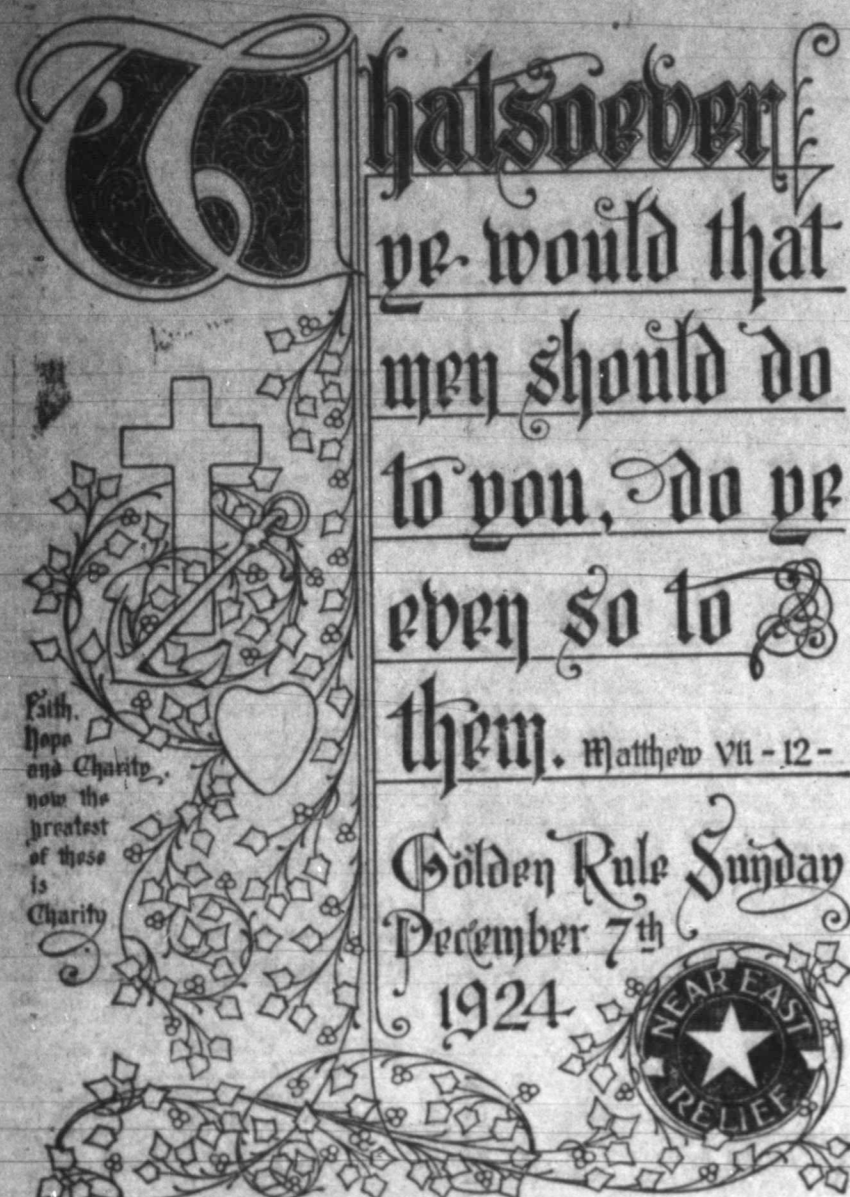 Whatsoever
ye would that
men should do
to you, do ye
even so to
them. Matthew VII - 12 -
Faith,
Hope
and Charity,
now the
greatest
of these
is
Charity
Golden Rule Sunday
December 7th
1924
NEAR EAST
RELIEF